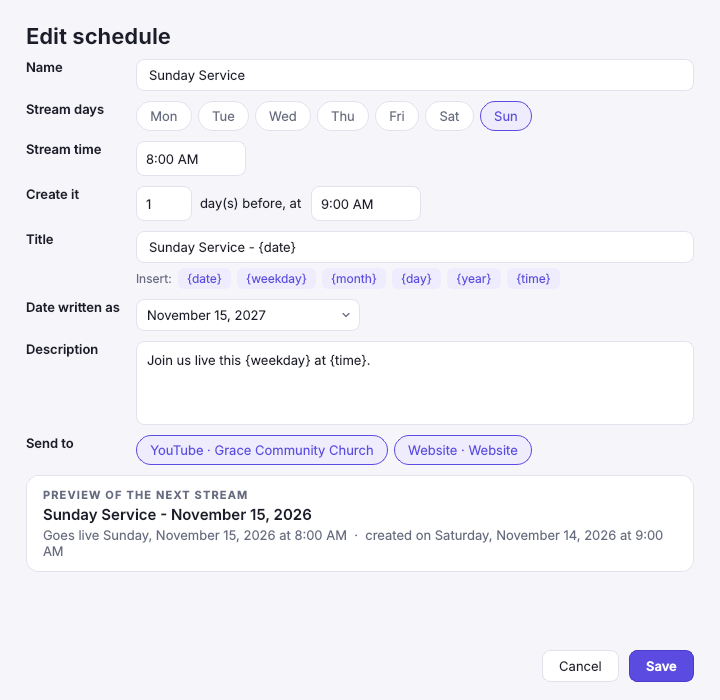 Edit schedule
Name
Sunday Service
Stream days
Mon Tue Wed Thu Fri Sat Sun
Stream time
8:00 AM
Create it
1 day(s) before, at 9:00 AM
Title
Sunday Service - {date}
Insert: {date} {weekday} {month} {day} {year} {time}
Date written as
November 15, 2027
Description
Join us live this {weekday} at {time}.
Send to
YouTube · Grace Community Church Website · Website
PREVIEW OF THE NEXT STREAM
Sunday Service - November 15, 2026
Goes live Sunday, November 15, 2026 at 8:00 AM · created on Saturday, November 14, 2026 at 9:00
AM
Cancel Save